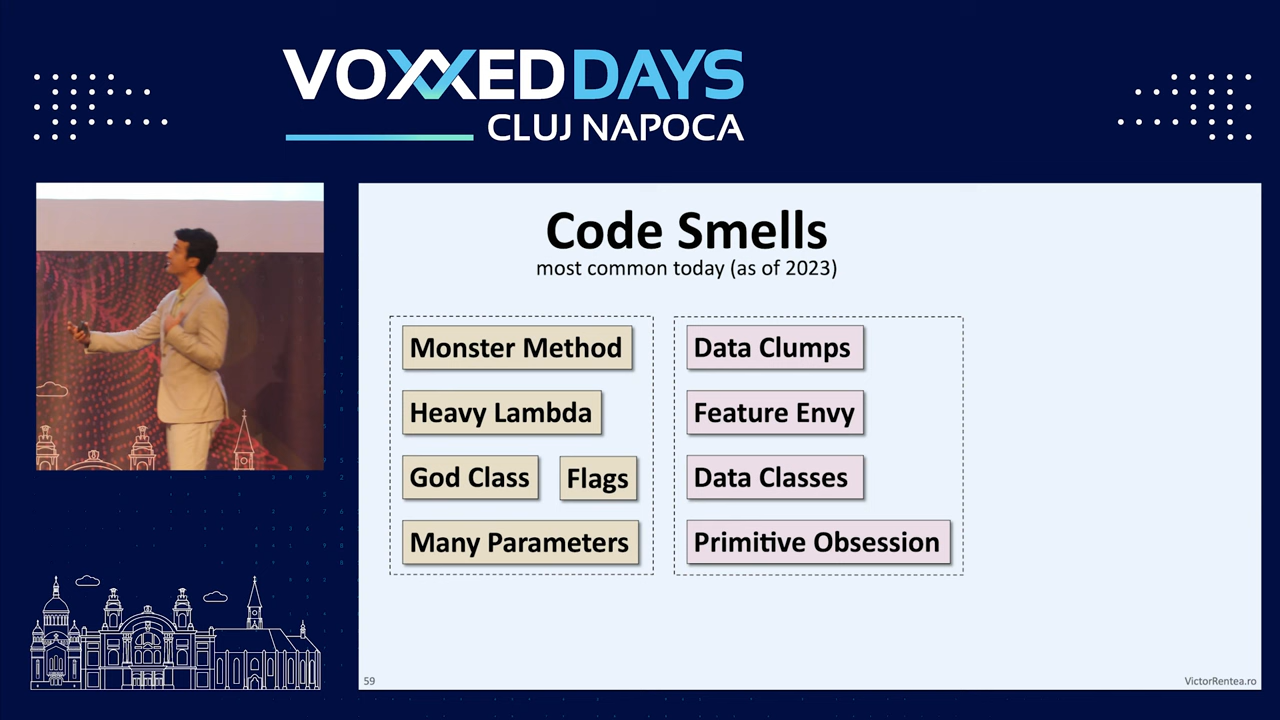 VOXXED DAYS
CLUJ NAPOCA
Code Smells
most common today (as of 2023)
Monster Method
Heavy Lambda
God Class
Flags
Many Parameters
Data Clumps
Feature Envy
Data Classes
Primitive Obsession
59
VictorRentea.ro